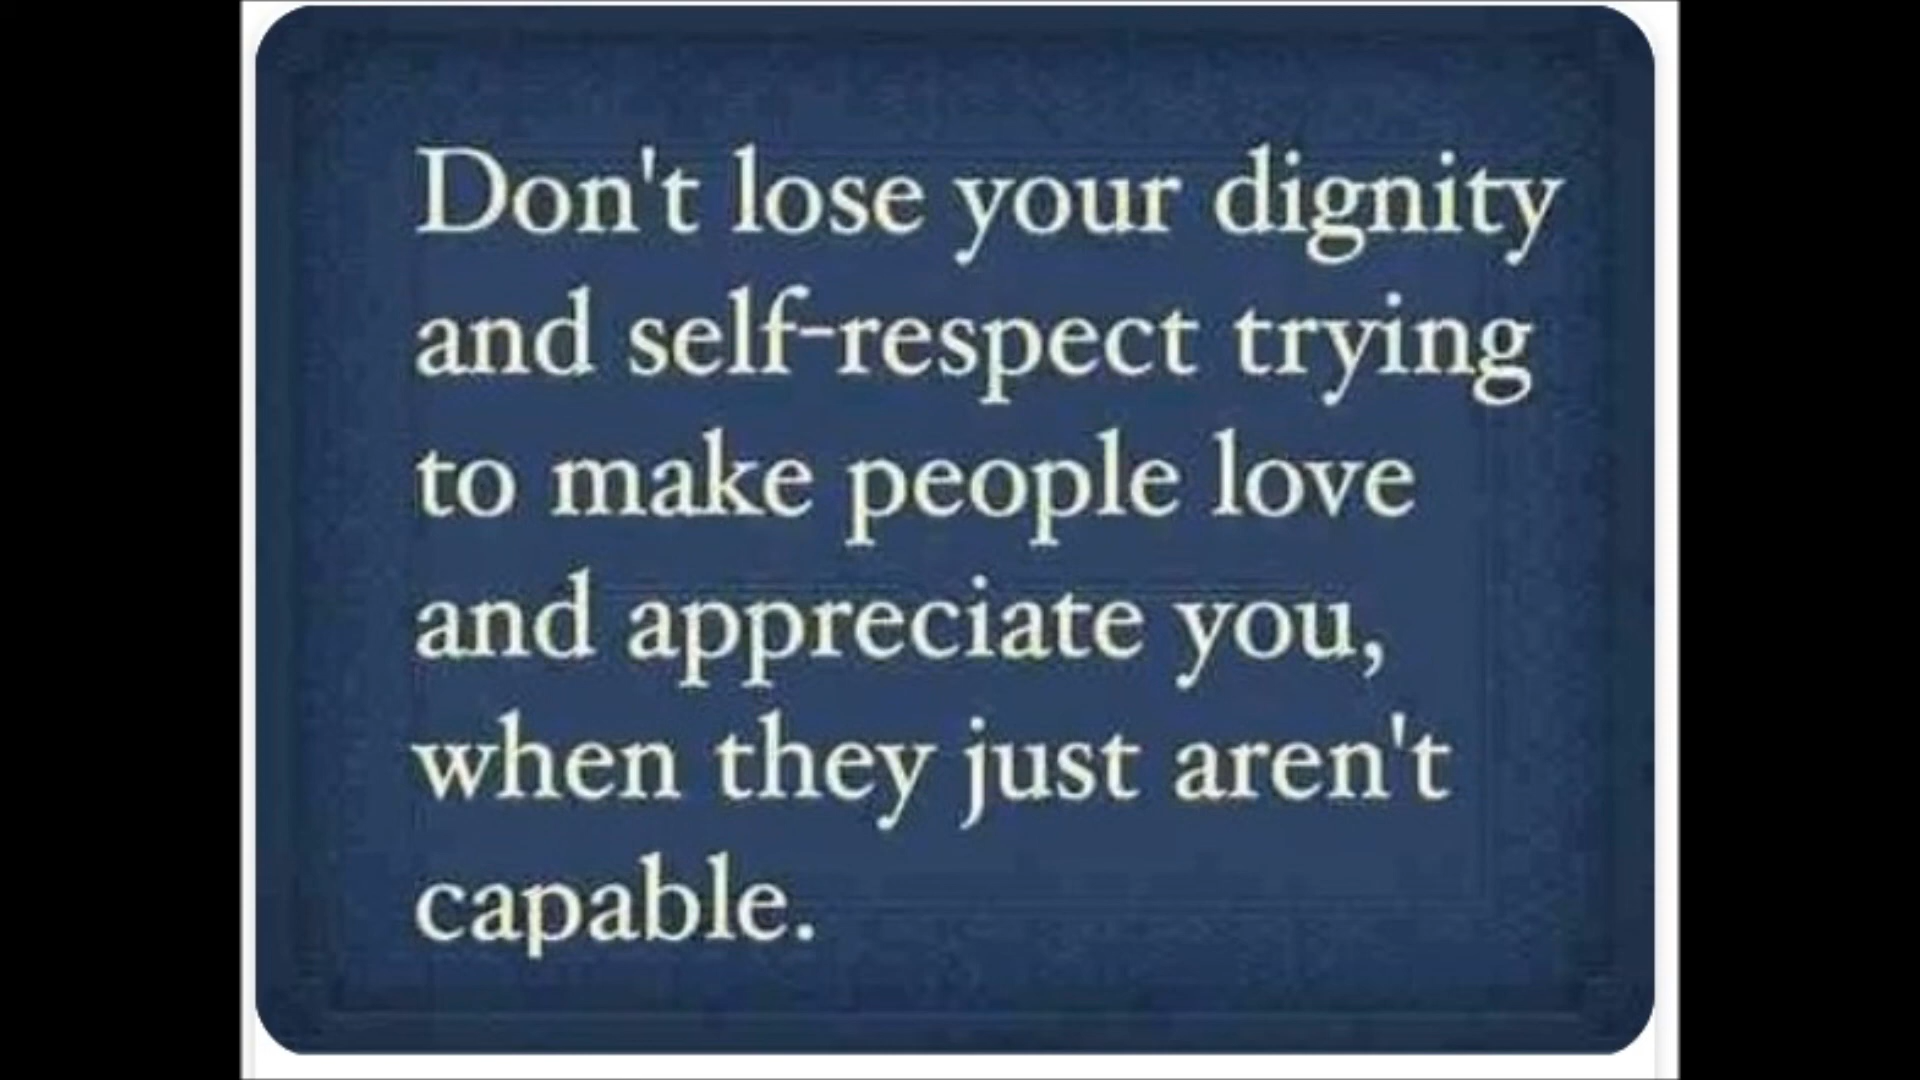 Don't lose your dignity
and self-respect trying
to make people love
and appreciate you,
when they just aren't
capable.